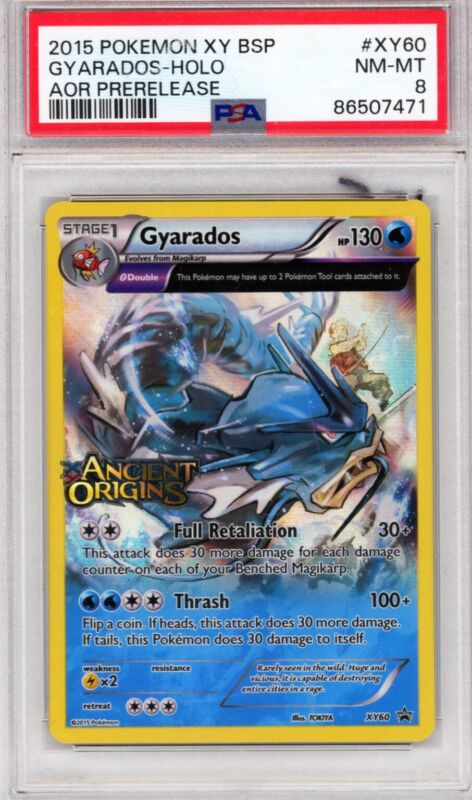 2015 POKEMON XY BSP #XY60
GYARADOS-HOLO NM-MT
AOR PRERELEASE 8
PSA 86507471
STAGE 1 Gyarados HP 130
Evolves from Magikarp
θ Double This Pokémon may have up to 2 Pokémon Tool cards attached to it.
ANCIENT
ORIGINS
Full Retaliation 30+
This attack does 30 more damage for each damage
counter on each of your Benched Magikarp.
Thrash 100+
Flip a coin. If heads, this attack does 30 more damage.
If tails, this Pokémon does 30 damage to itself.
weakness resistance
×2
Rarely seen in the wild. Huge and
vicious, it is capable of destroying
entire cities in a rage.
retreat
©2015 Pokémon Illus. TOKIYA XY60
PROMO